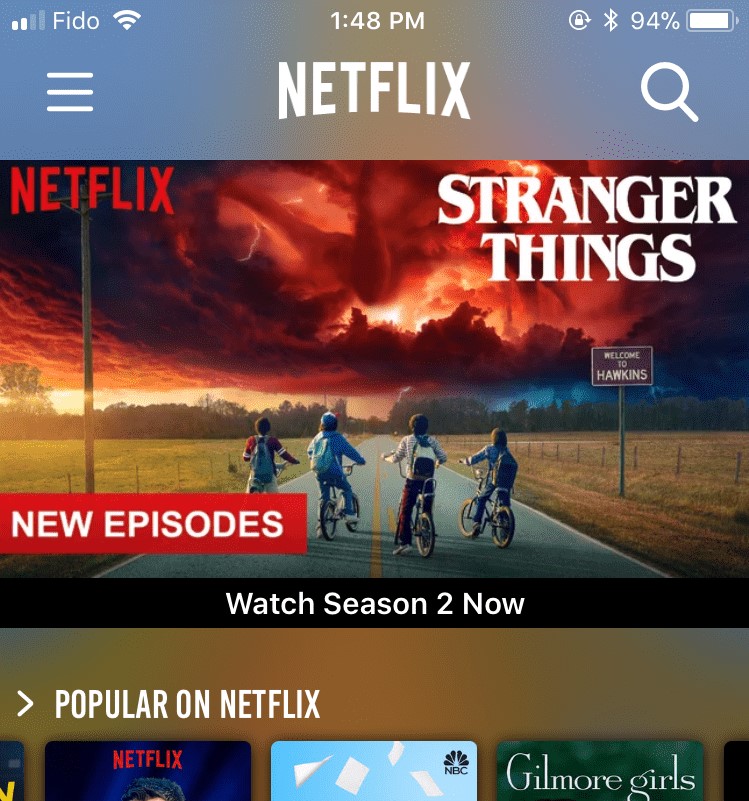 Fido 1:48 PM 94%
NETFLIX
NETFLIX
STRANGER
THINGS
WELCOME
TO
HAWKINS
NEW EPISODES
Watch Season 2 Now
> POPULAR ON NETFLIX
NETFLIX
NBC
Gilmore girls